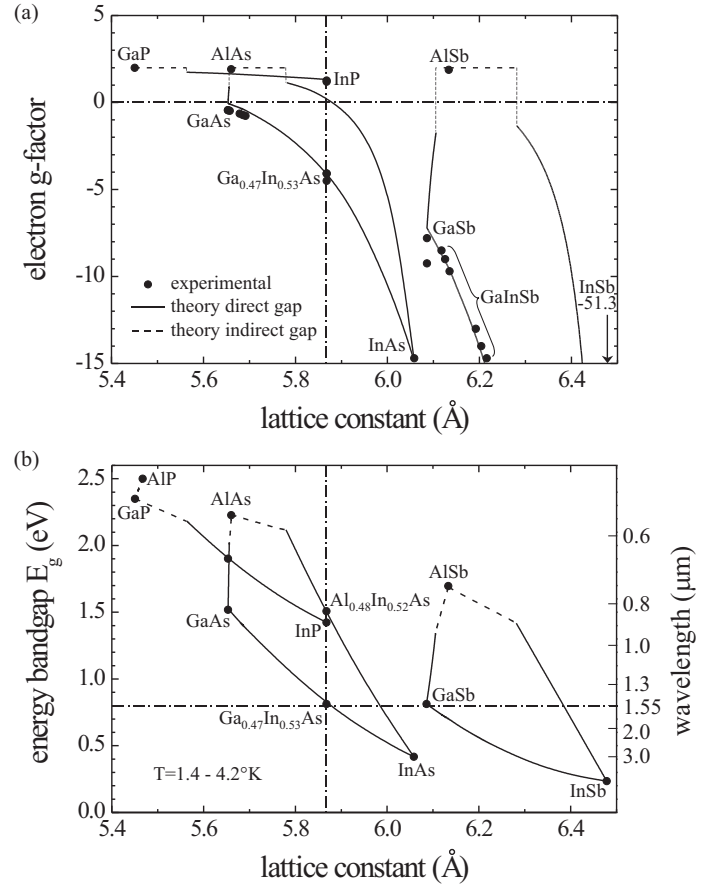 (a)
5
0
-5
-10
-15
electron g-factor
GaP
AlAs
InP
AlSb
GaAs
Ga0.47In0.53As
GaSb
GaInSb
InSb
-51.3
InAs
experimental
theory direct gap
theory indirect gap
5.4 5.6 5.8 6.0 6.2 6.4
lattice constant (Å)
(b)
2.5
2.0
1.5
1.0
0.5
0.0
energy bandgap Eg (eV)
AlP
GaP
AlAs
GaAs
InP
Al0.48In0.52As
AlSb
Ga0.47In0.53As
GaSb
InAs
InSb
T=1.4 - 4.2°K
0.6
0.8
1.0
1.3
1.55
2.0
3.0
wavelength (μm)
5.4 5.6 5.8 6.0 6.2 6.4
lattice constant (Å)